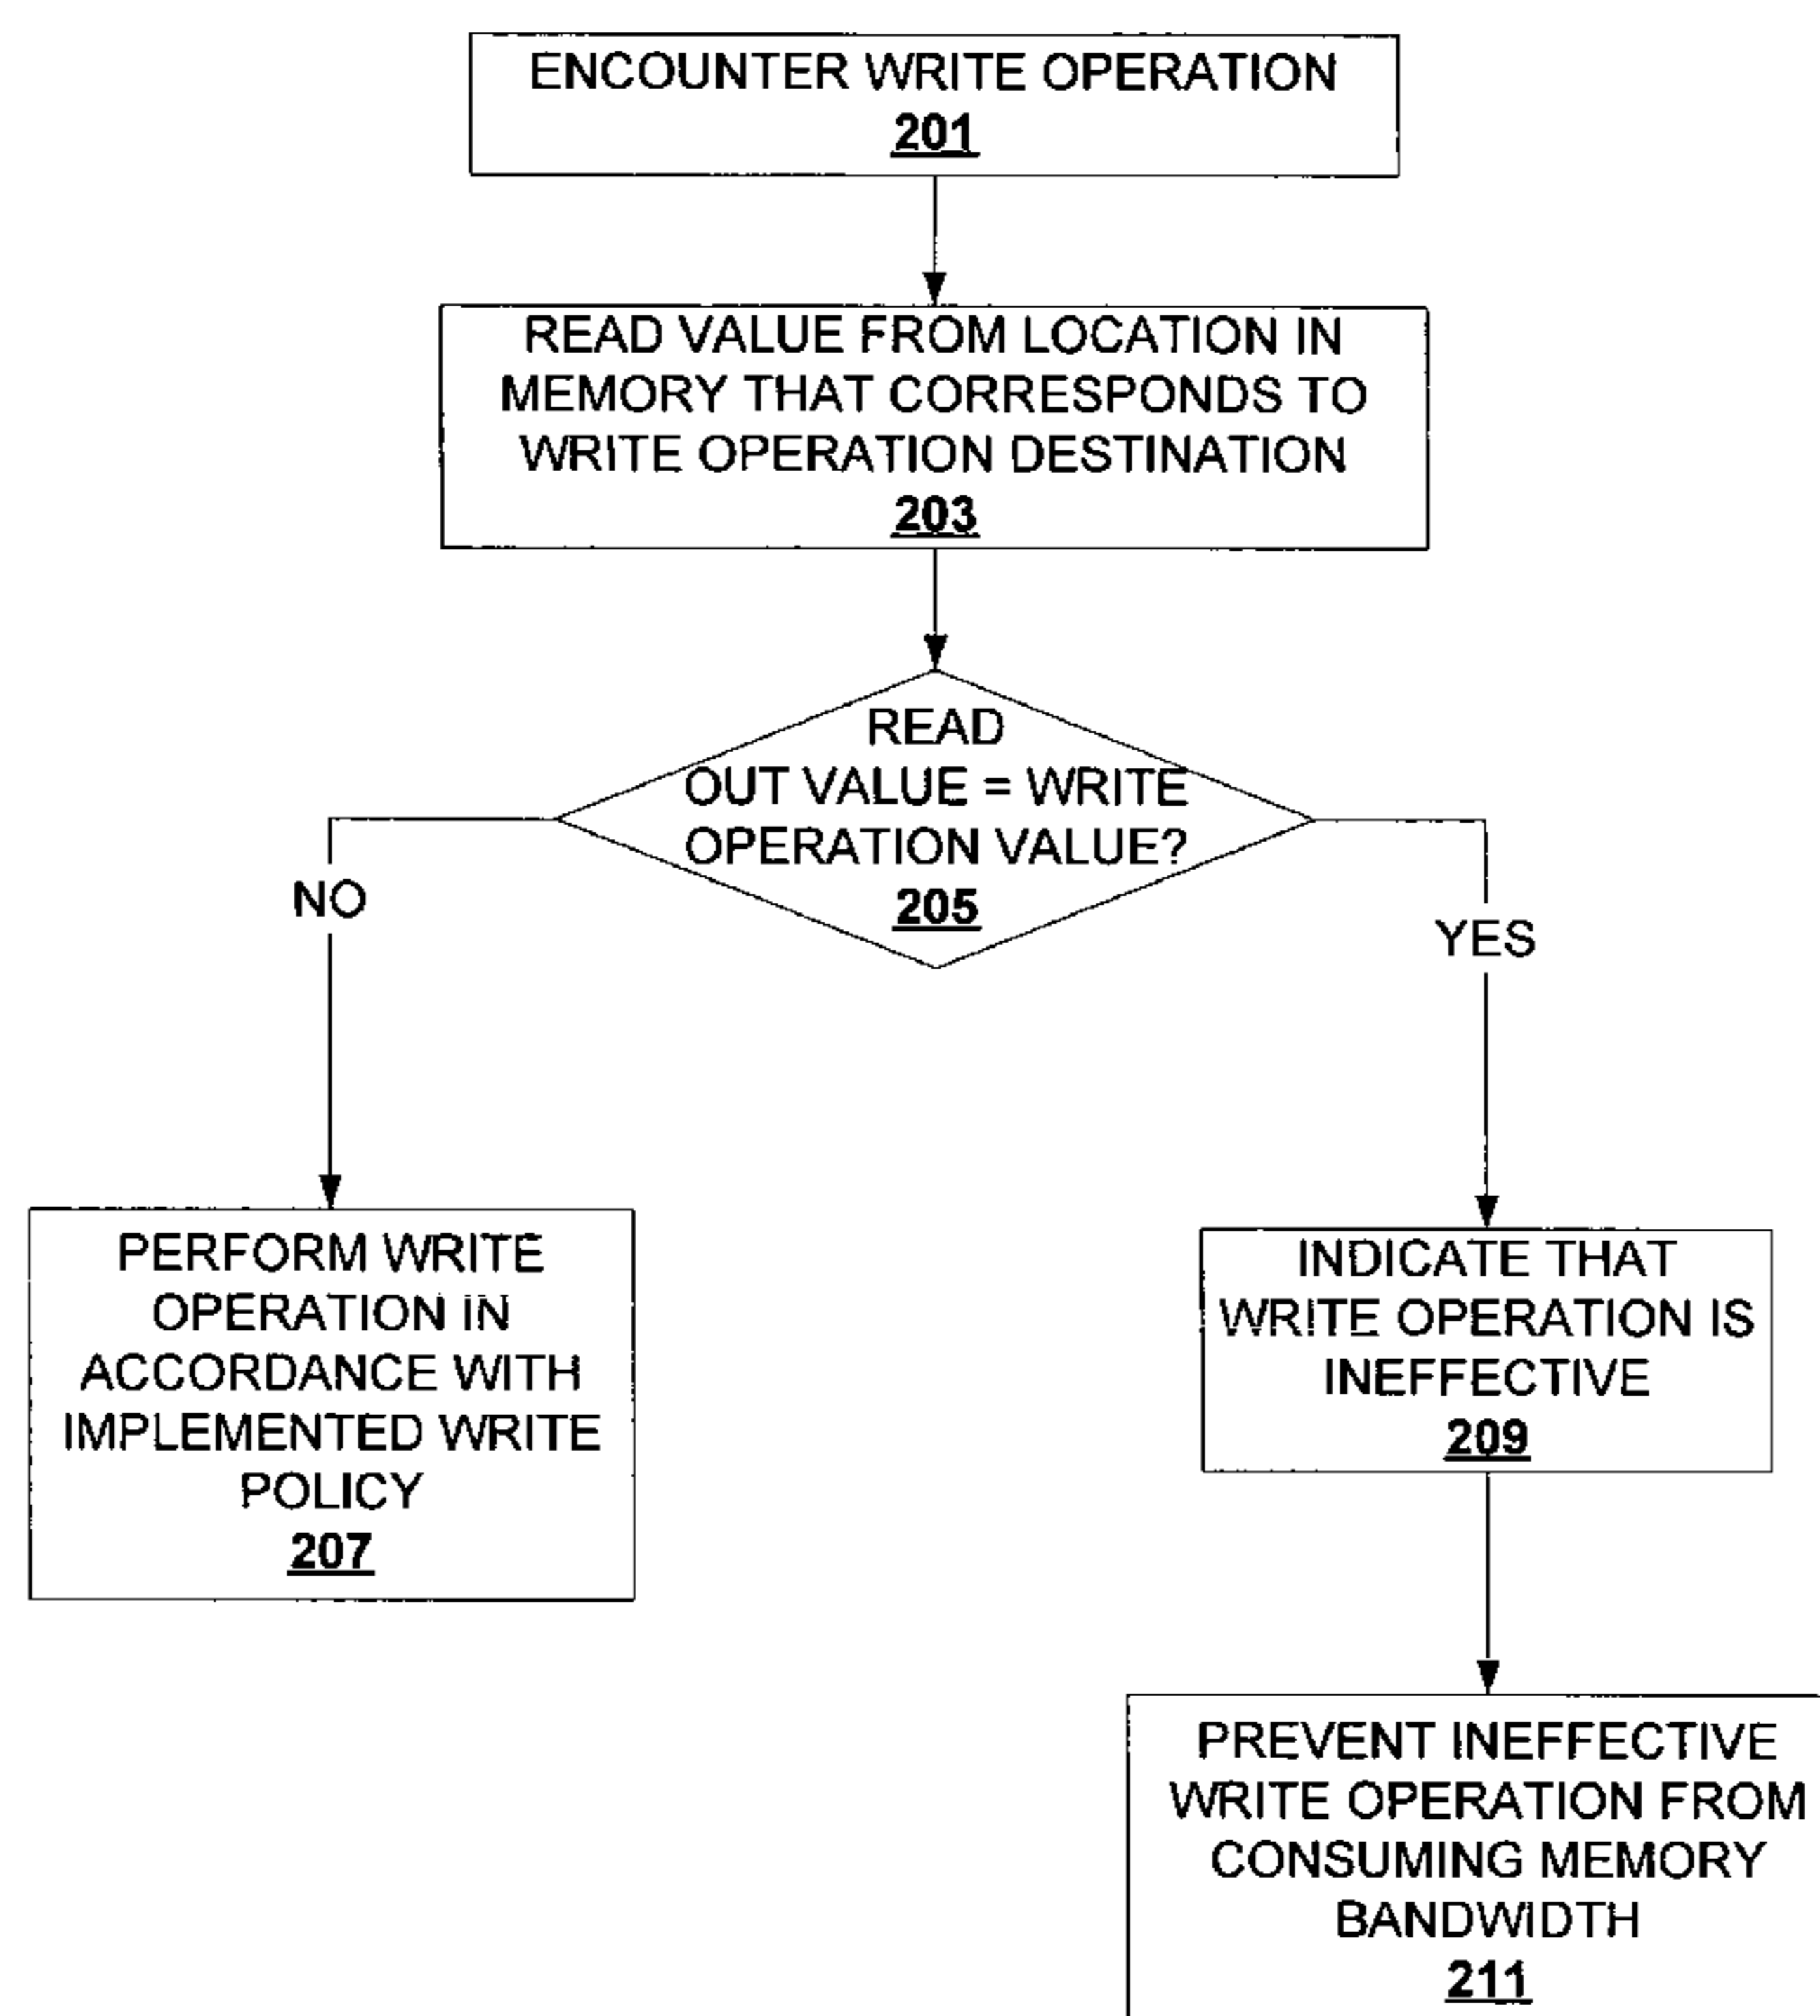 ENCOUNTER WRITE OPERATION
201
READ VALUE FROM LOCATION IN
MEMORY THAT CORRESPONDS TO
WRITE OPERATION DESTINATION
203
READ
OUT VALUE = WRITE
OPERATION VALUE?
205
NO
YES
PERFORM WRITE
OPERATION IN
ACCORDANCE WITH
IMPLEMENTED WRITE
POLICY
207
INDICATE THAT
WRITE OPERATION IS
INEFFECTIVE
209
PREVENT INEFFECTIVE
WRITE OPERATION FROM
CONSUMING MEMORY
BANDWIDTH
211